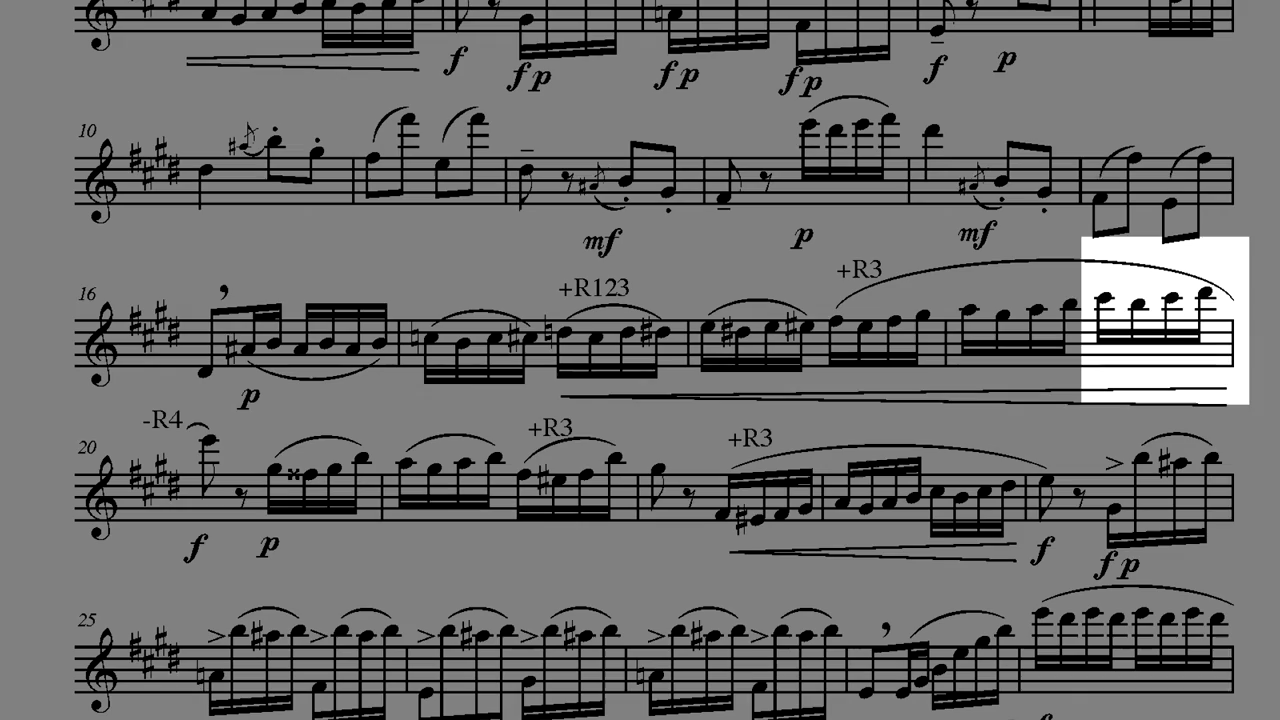 f fp fp fp f p
10
mf p mf
16 , +R123 +R3
p
20 -R4 +R3 +R3
f p f fp
25 ,